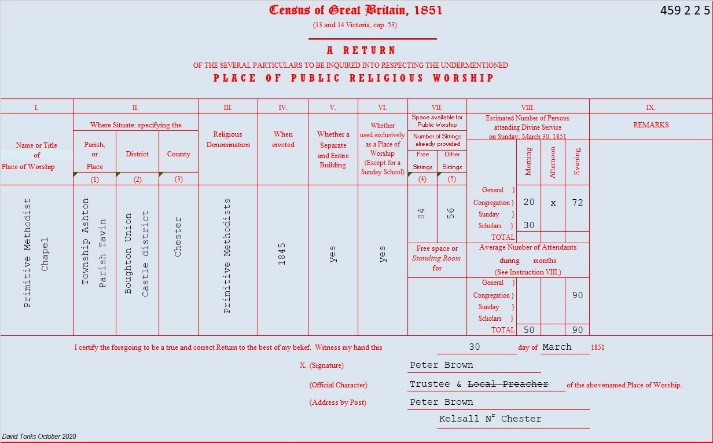 Census of Great Britain, 1851
459 2 2 5
(13 and 14 Victoria, cap. 53)
A RETURN
OF THE SEVERAL PARTICULARS TO BE INQUIRED INTO RESPECTING THE UNDERMENTIONED
PLACE OF PUBLIC RELIGIOUS WORSHIP
I. II. III. IV. V. VI. VII. VIII. IX.
Name or Title
of
Place of Worship
Where Situate: specifying the
Parish,
or
Place
(1)
District
(2)
County
(3)
Religious
Denomination
When
erected
Whether a
Separate
and Entire
Building
Whether
used exclusively
as a Place of
Worship
(Except for a
Sunday School)
Space available for
Public Worship
Number of Sittings
already provided
Free
Sittings
(4)
Other
Sittings
(5)
Estimated Number of Persons
attending Divine Service
on Sunday, March 30, 1851
Morning
Afternoon
Evening
REMARKS
Primitive Methodist
Chapel
Township Ashton
Parish Tavin
Boughton Union
Castle district
Chester
Primitive Methodists
1845
yes
yes
84
56
General }
Congregation } 20 x 72
Sunday }
Scholars } 30
TOTAL
Free space or
Standing Room
for
Average Number of Attendants
during months
(See Instruction VIII.)
General }
Congregation } 90
Sunday }
Scholars }
TOTAL 50 90
I certify the foregoing to be a true and correct Return to the best of my belief. Witness my hand this 30 day of March 1851
X. (Signature) Peter Brown
(Official Character) Trustee & Local Preacher of the abovenamed Place of Worship.
(Address by Post) Peter Brown
Kelsall Nr Chester
David Tonks October 2020